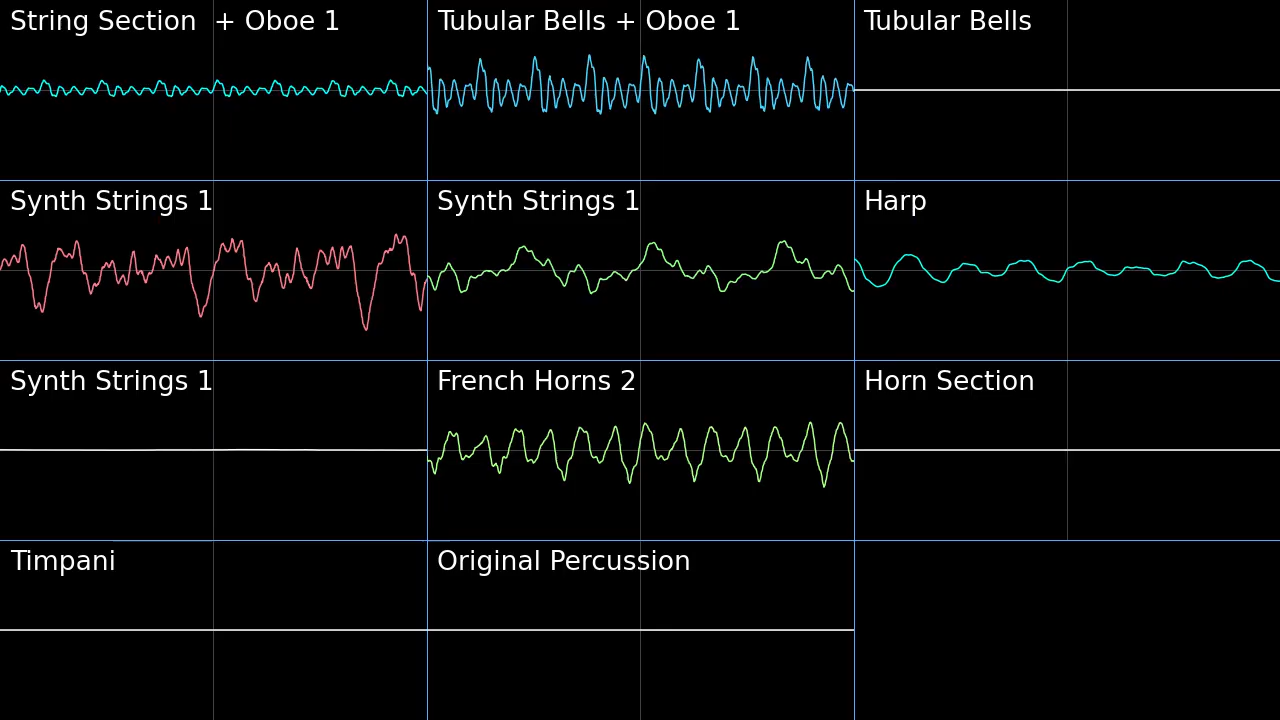 String Section  + Oboe 1
Tubular Bells + Oboe 1
Tubular Bells
Synth Strings 1
Synth Strings 1
Harp
Synth Strings 1
French Horns 2
Horn Section
Timpani
Original Percussion